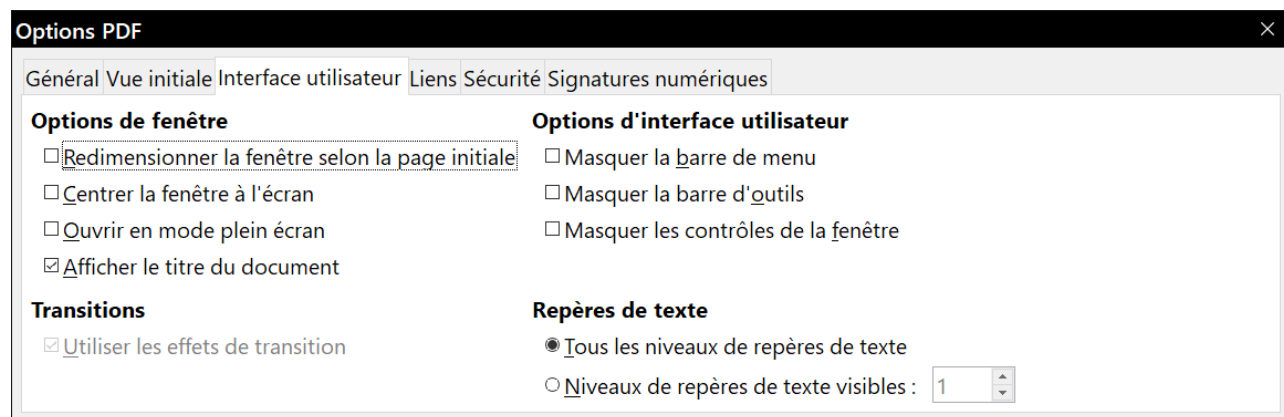 Options PDF
Général Vue initiale Interface utilisateur Liens Sécurité Signatures numériques
Options de fenêtre
Redimensionner la fenêtre selon la page initiale
Centrer la fenêtre à l'écran
Ouvrir en mode plein écran
Afficher le titre du document
Options d'interface utilisateur
Masquer la barre de menu
Masquer la barre d'outils
Masquer les contrôles de la fenêtre
Transitions
Utiliser les effets de transition
Repères de texte
Tous les niveaux de repères de texte
Niveaux de repères de texte visibles : 1